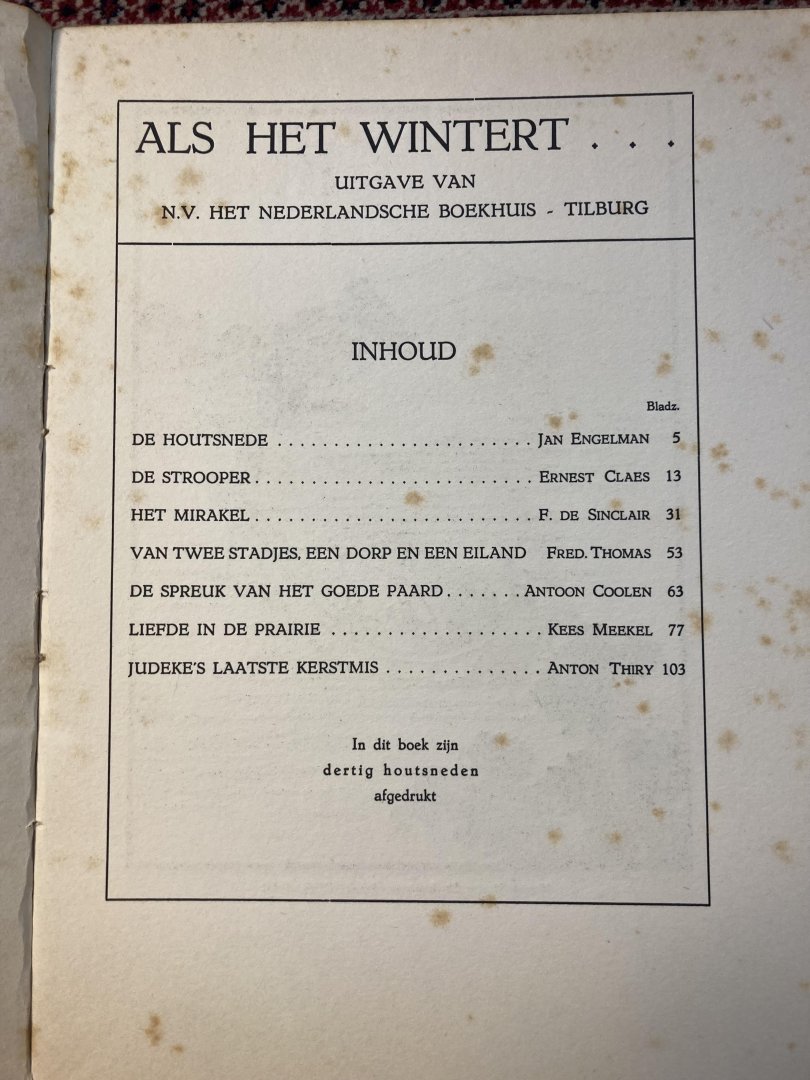 ALS HET WINTERT . . .
UITGAVE VAN
N.V. HET NEDERLANDSCHE BOEKHUIS - TILBURG
INHOUD
Bladz.
DE HOUTSNEDE . . . . . . . . . . . . . . . . . . . . . . . JAN ENGELMAN 5
DE STROOPER . . . . . . . . . . . . . . . . . . . . . . . . . ERNEST CLAES 13
HET MIRAKEL . . . . . . . . . . . . . . . . . . . . . . . . . F. DE SINCLAIR 31
VAN TWEE STADJES, EEN DORP EN EEN EILAND FRED. THOMAS 53
DE SPREUK VAN HET GOEDE PAARD . . . . . . . ANTOON COOLEN 63
LIEFDE IN DE PRAIRIE . . . . . . . . . . . . . . . . . . . . KEES MEEKEL 77
JUDEKE'S LAATSTE KERSTMIS . . . . . . . . . . . . . . ANTON THIRY 103
In dit boek zijn
dertig houtsneden
afgedrukt